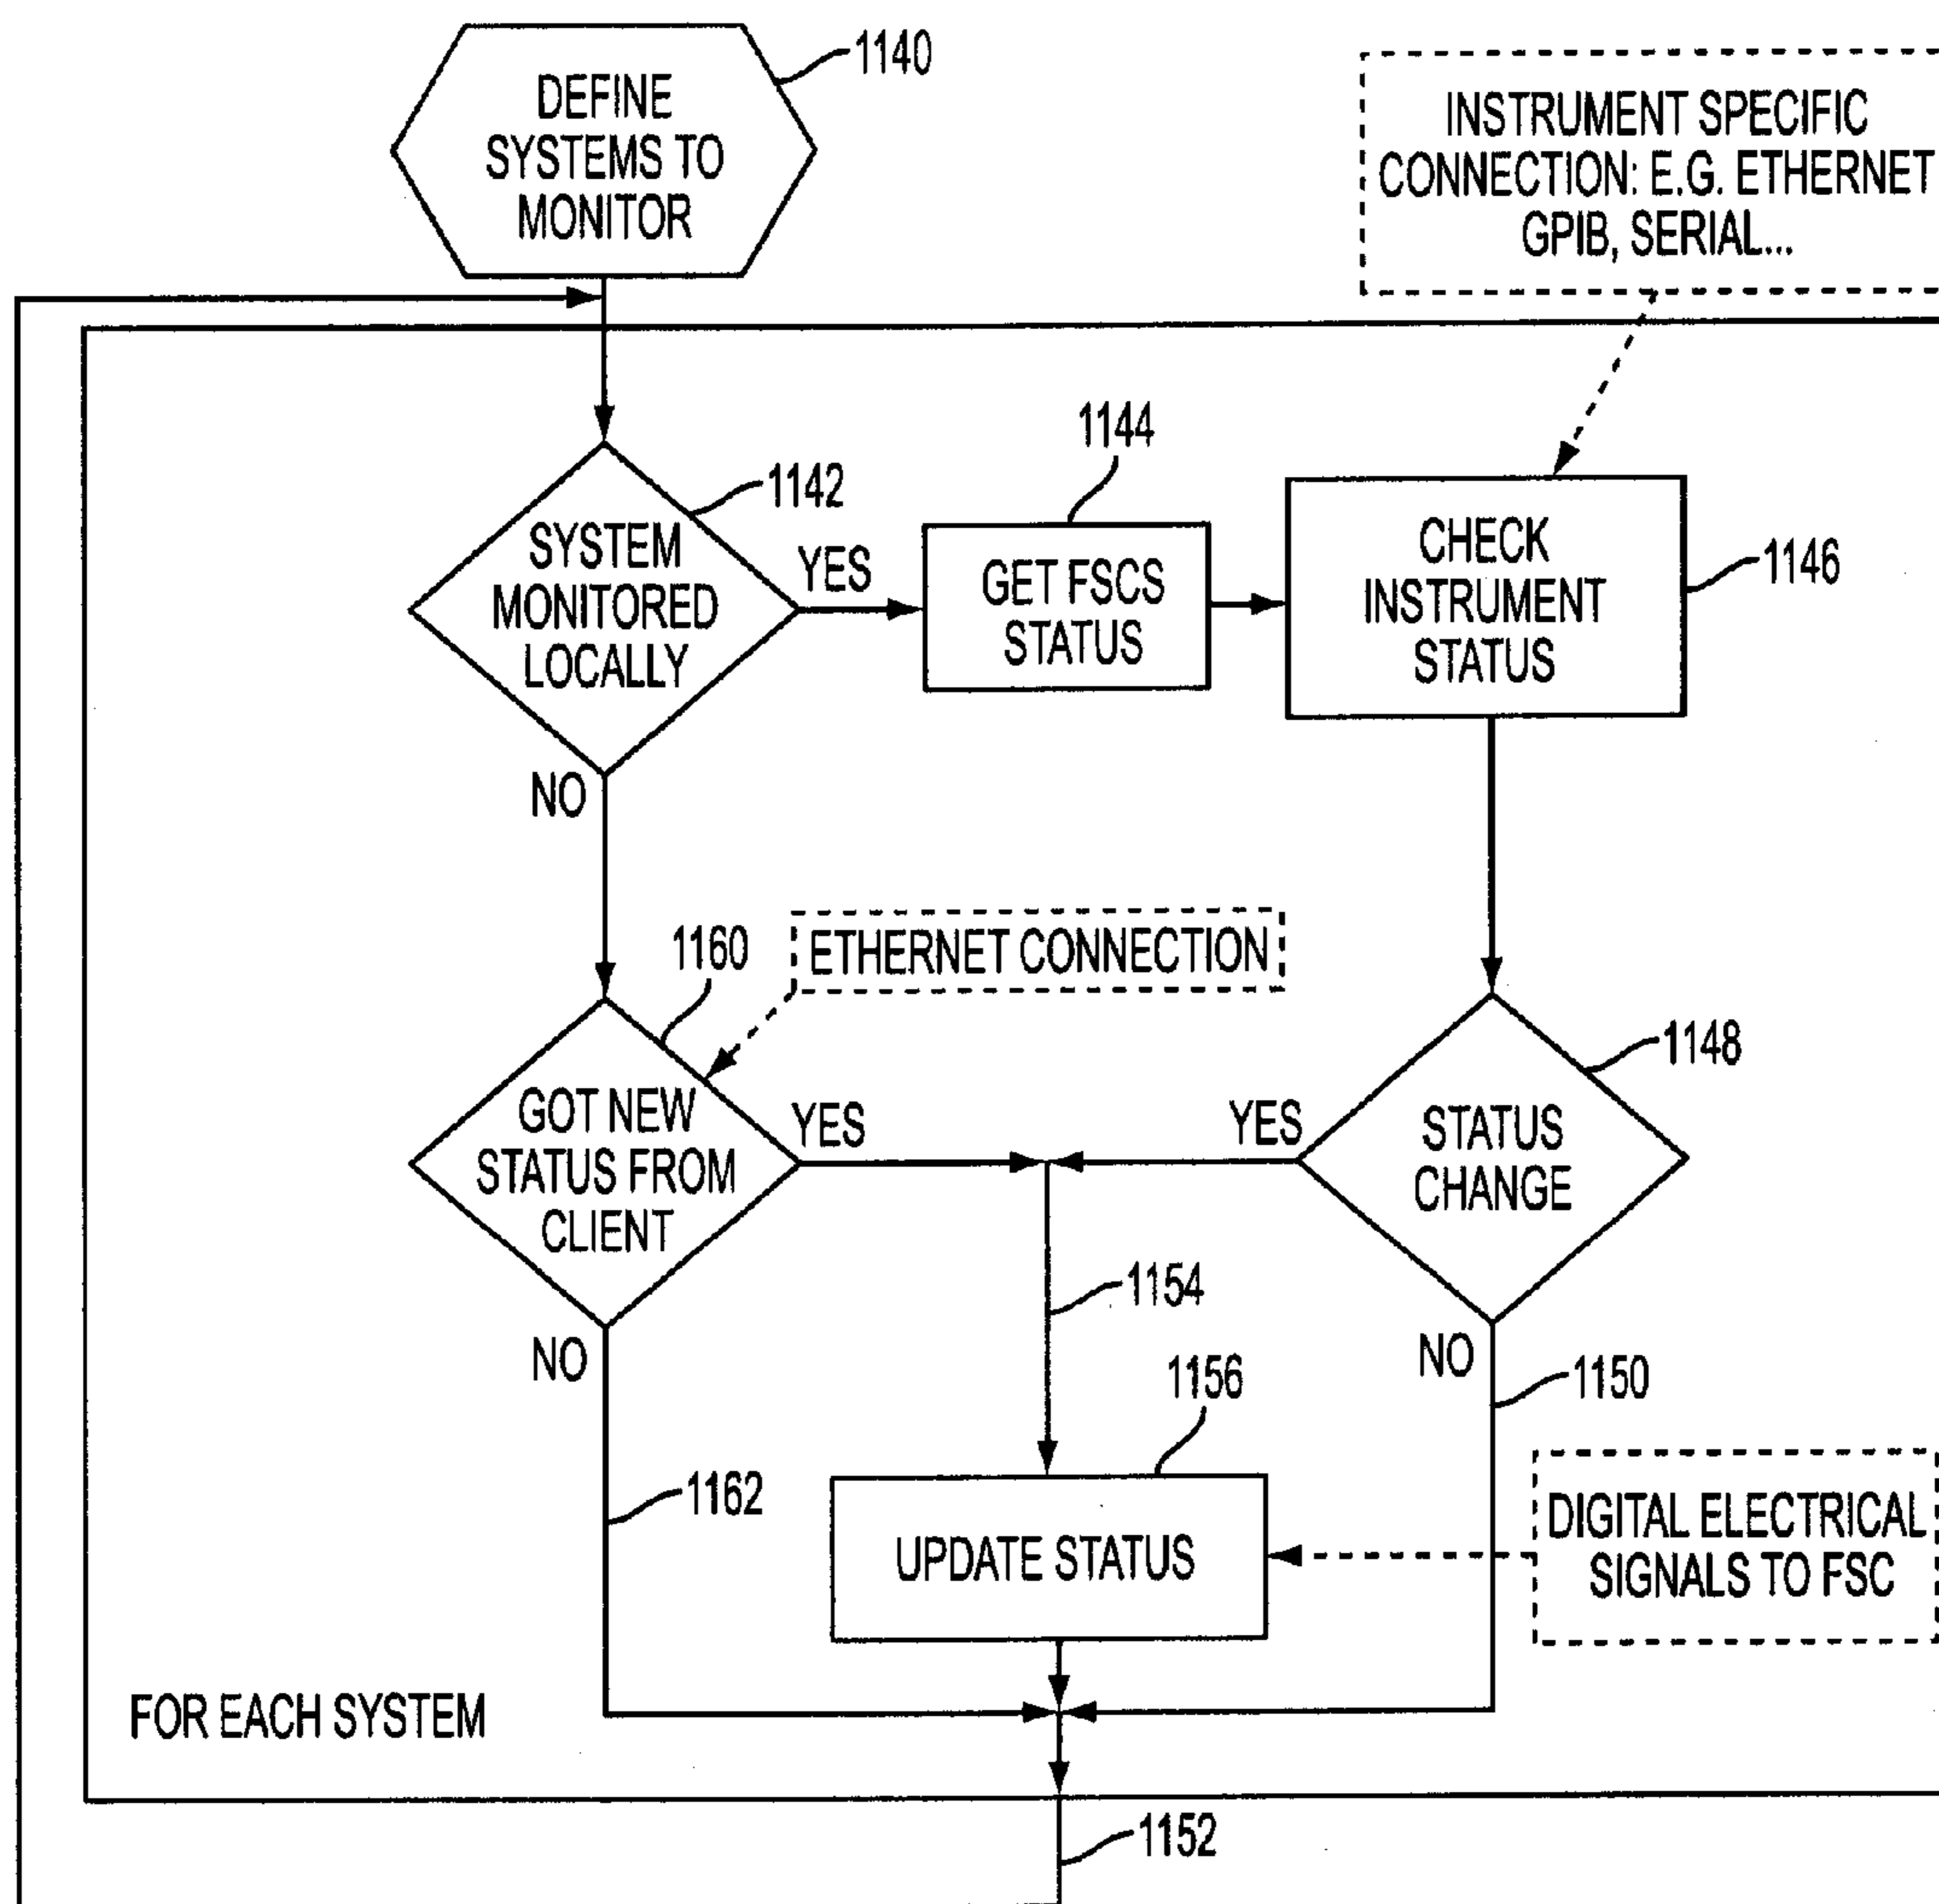 1140
DEFINE
SYSTEMS TO
MONITOR
INSTRUMENT SPECIFIC
CONNECTION: E.G. ETHERNET
GPIB, SERIAL...
1144
1142
SYSTEM
MONITORED
LOCALLY
YES
GET FSCS
STATUS
CHECK
INSTRUMENT
STATUS
1146
NO
1160
ETHERNET CONNECTION
1148
GOT NEW
STATUS FROM
CLIENT
YES
YES
STATUS
CHANGE
1154
NO
NO
1150
1156
1162
UPDATE STATUS
DIGITAL ELECTRICAL
SIGNALS TO FSC
FOR EACH SYSTEM
1152